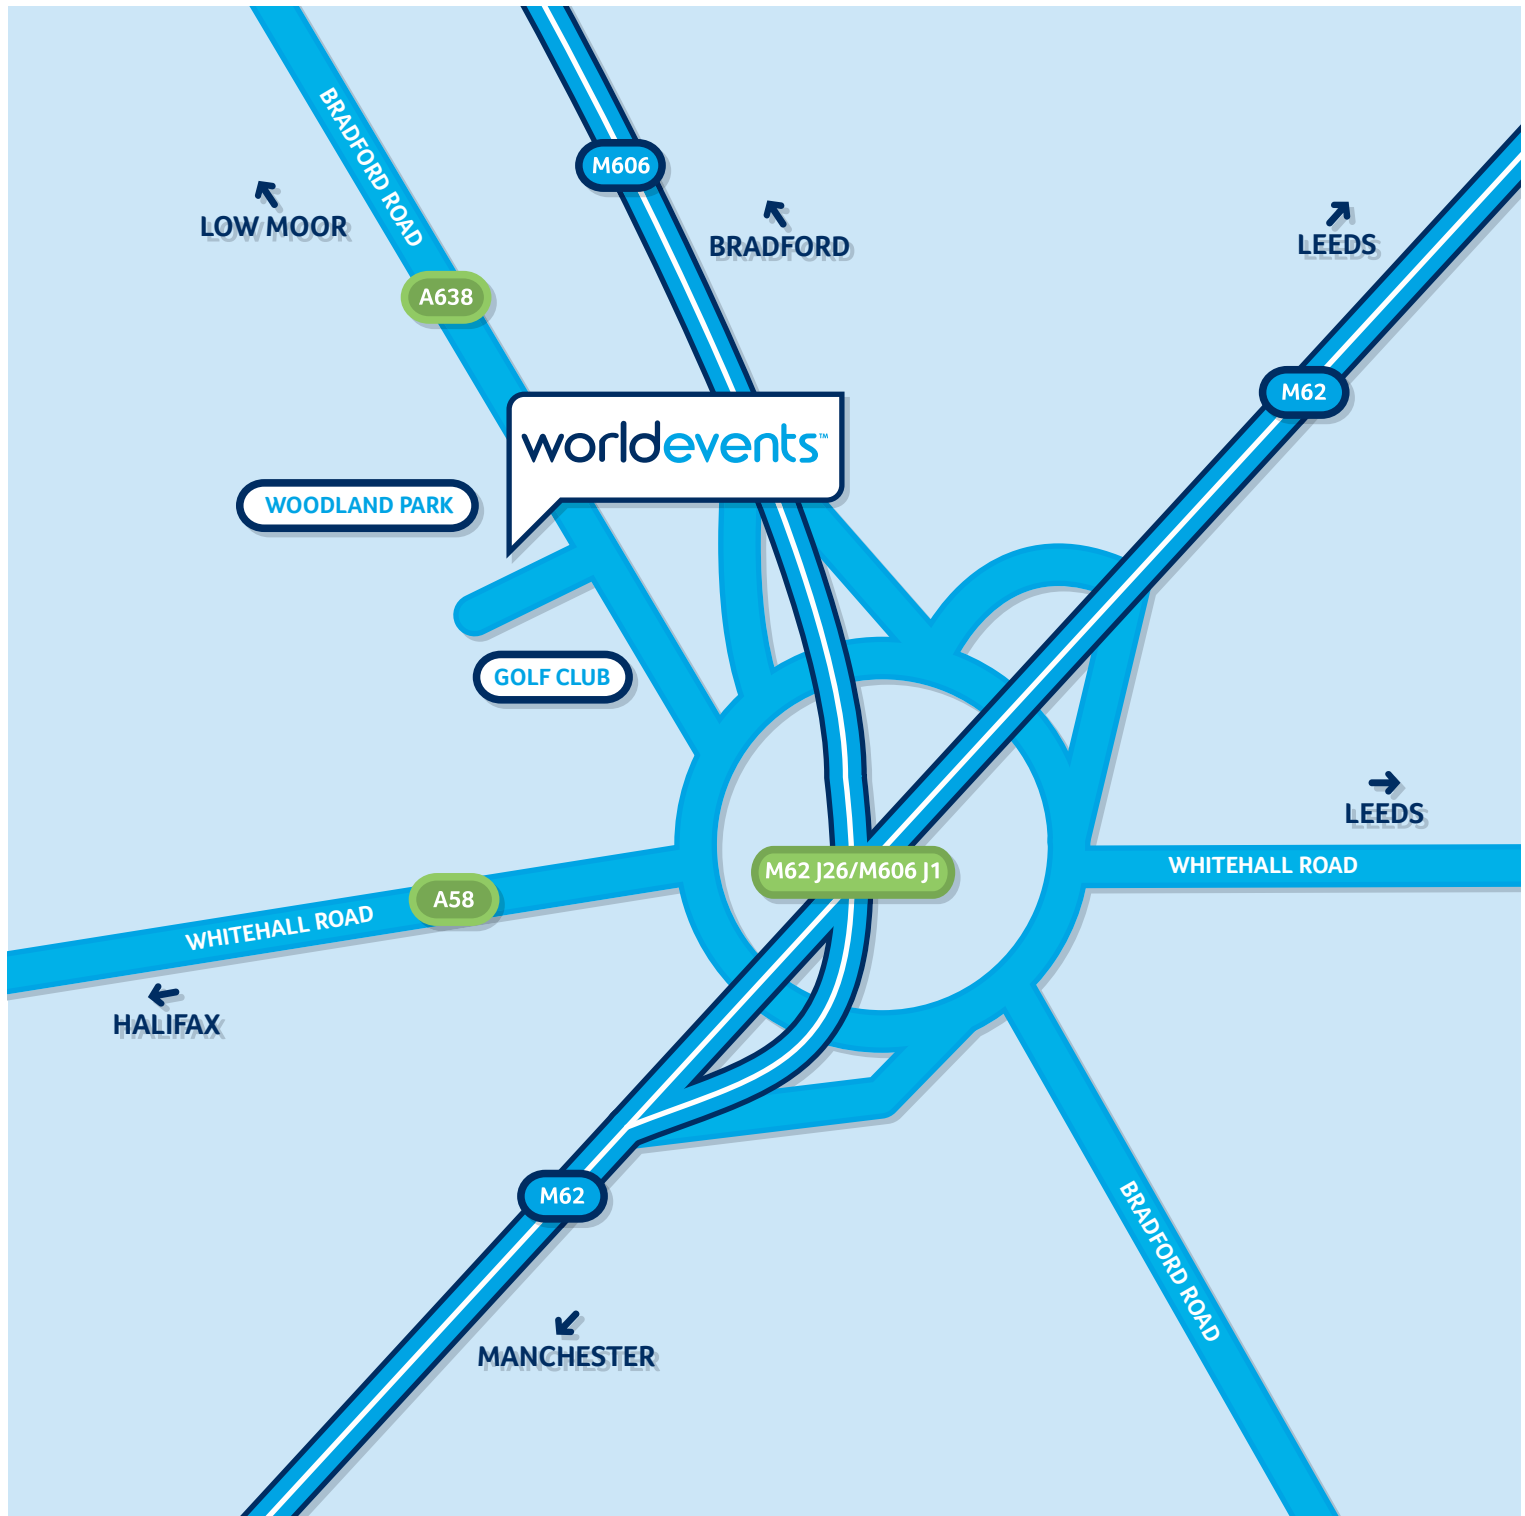 BRADFORD ROAD
M606
LOW MOOR
BRADFORD
LEEDS
A638
M62
worldevents™
WOODLAND PARK
GOLF CLUB
LEEDS
M62 J26/M606 J1
WHITEHALL ROAD
A58
WHITEHALL ROAD
HALIFAX
M62
BRADFORD ROAD
MANCHESTER